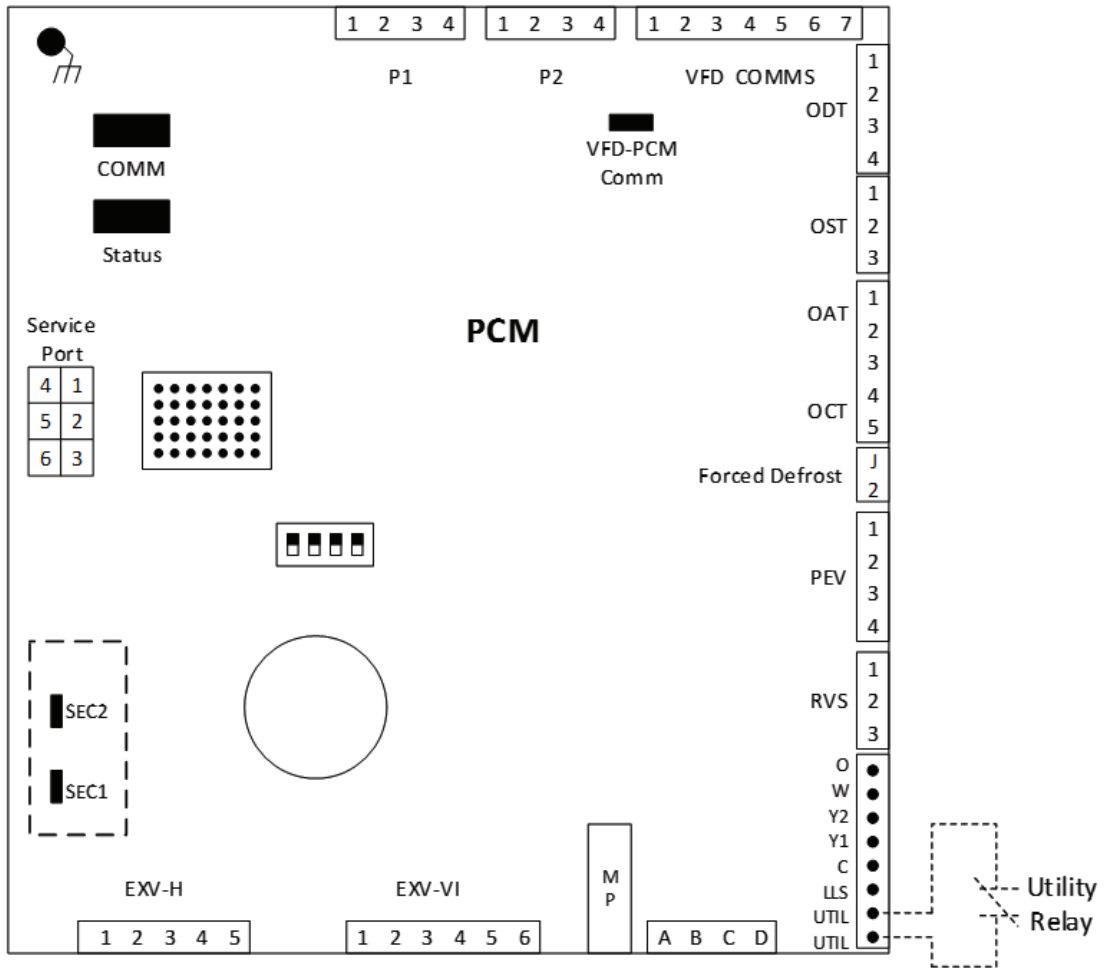 1 2 3 4
1 2 3 4
1 2 3 4 5 6 7
P1
P2
VFD COMMS
ODT
1
2
3
4
COMM
VFD-PCM
Comm
Status
OST
1
2
3
OAT
OCT
1
2
3
4
5
Service
Port
4 1
5 2
6 3
PCM
Forced Defrost
J
2
PEV
1
2
3
4
RVS
1
2
3
SEC2
SEC1
O
W
Y2
Y1
C
LLS
UTIL
UTIL
Utility
Relay
EXV-H
1 2 3 4 5
EXV-VI
1 2 3 4 5 6
M
P
A B C D